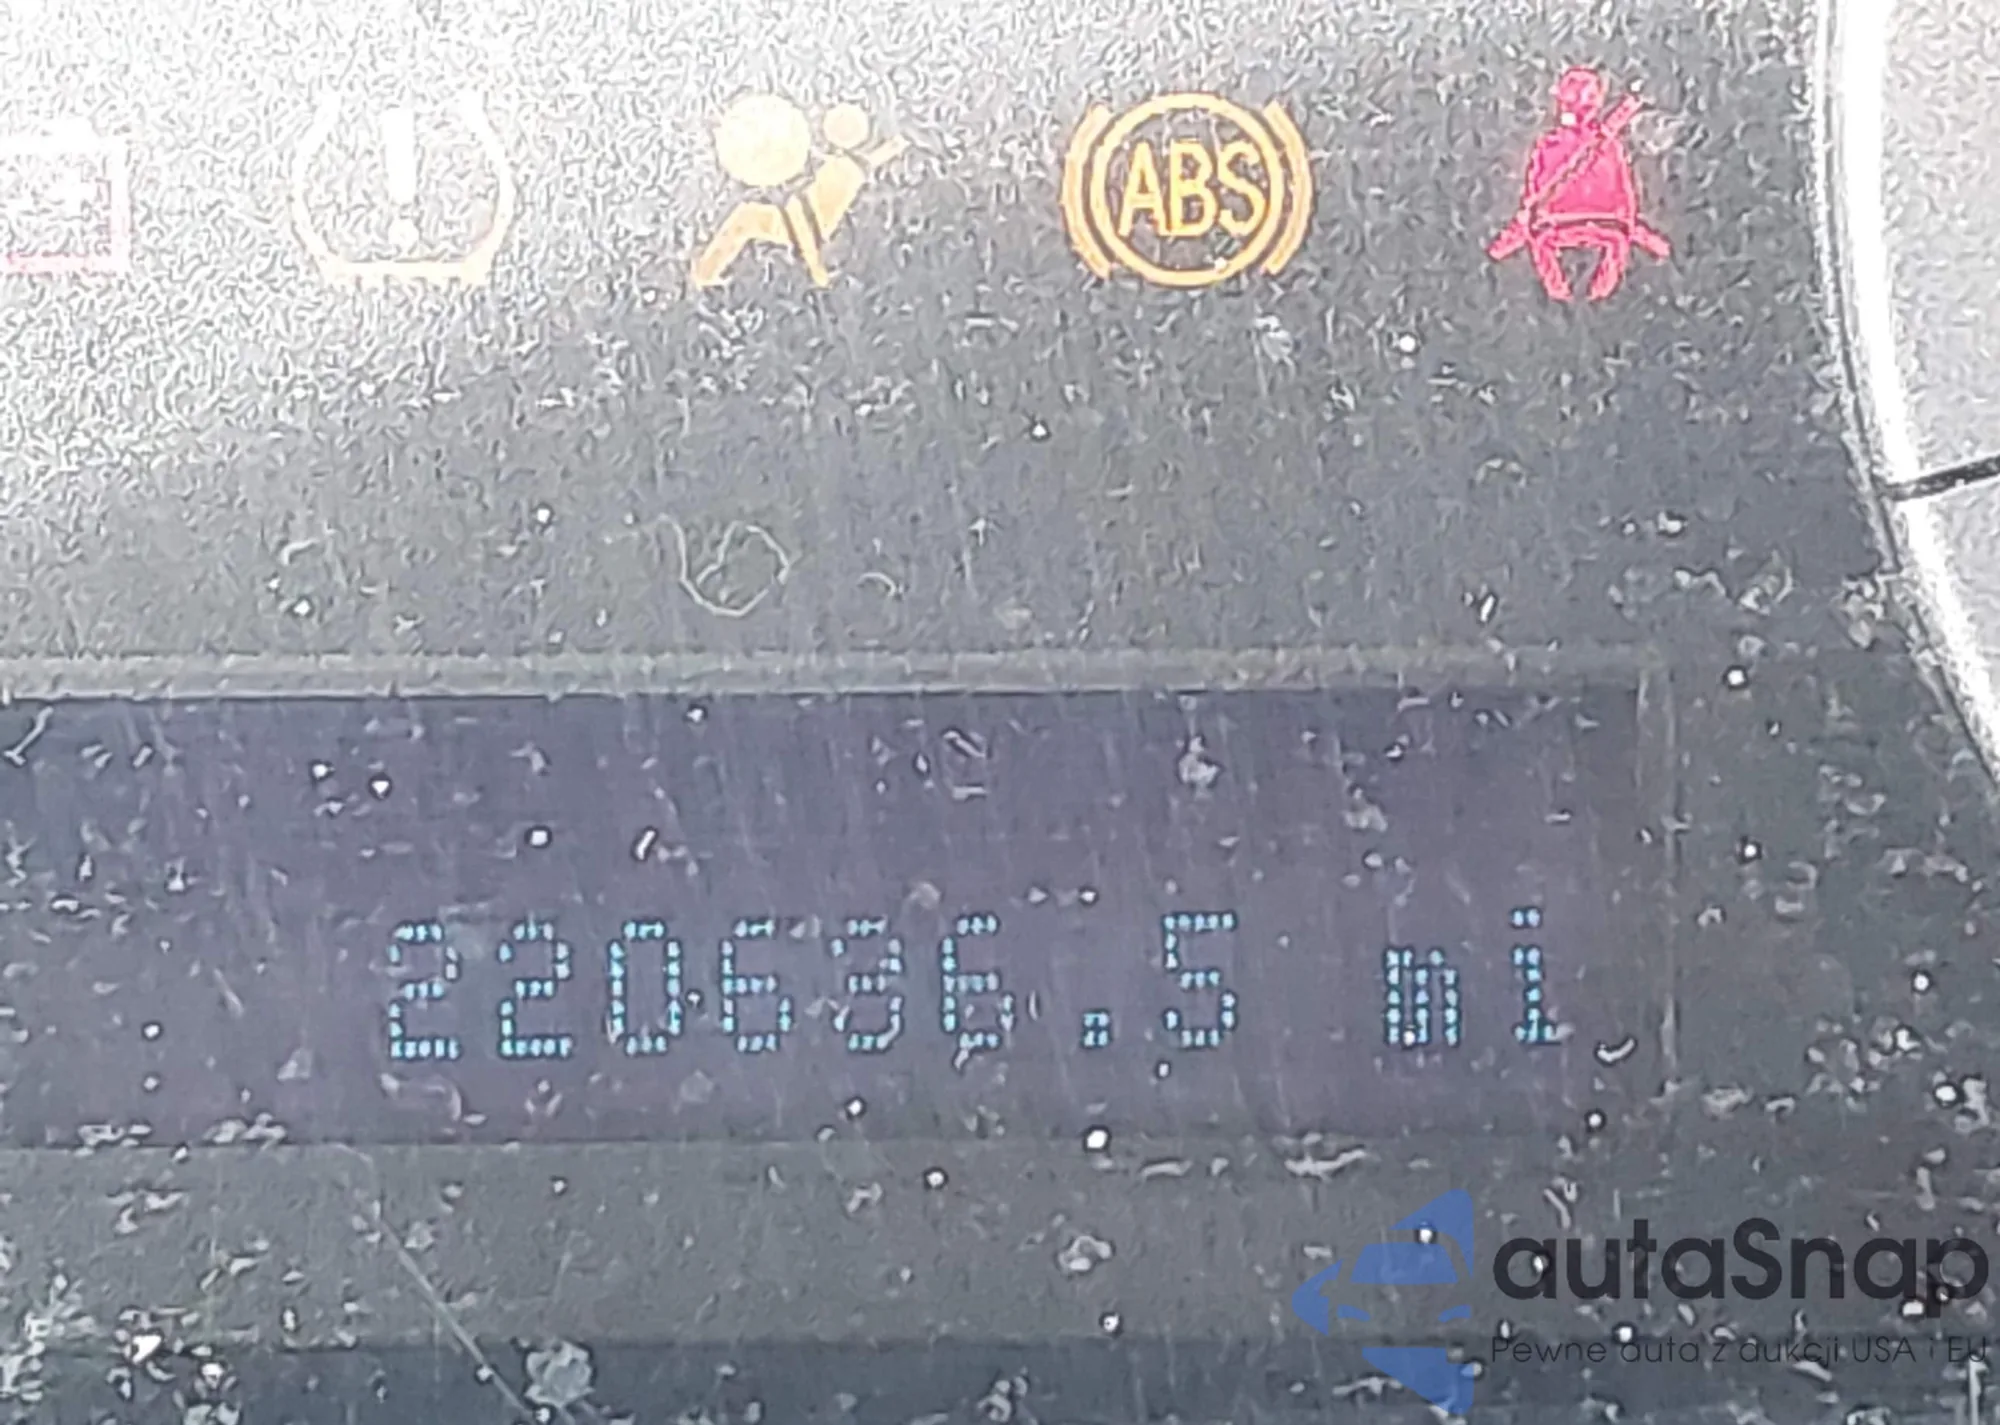 ABS
220636.5 mi
autaSnap
Pewne auta z aukcji USA i EU